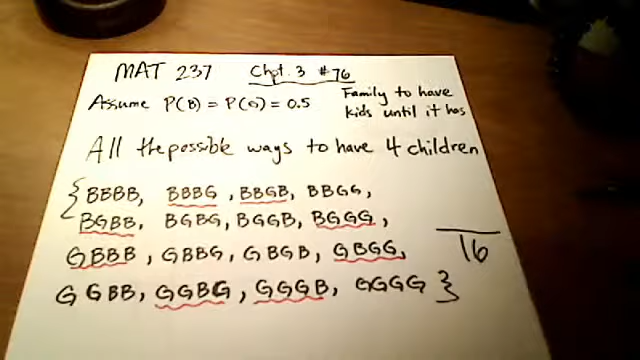 MAT 237 Chpt. 3 #76
Assume P(B) = P(G) = 0.5
Family to have
kids until it has
All the possible ways to have 4 children
{BBBB, BBBG, BBGB, BBGG,
BGBB, BGBG, BGGB, BGGG,
GBBB, GBBG, GBGB, GBGG,
GGBB, GGBG, GGGB, GGGG}
16